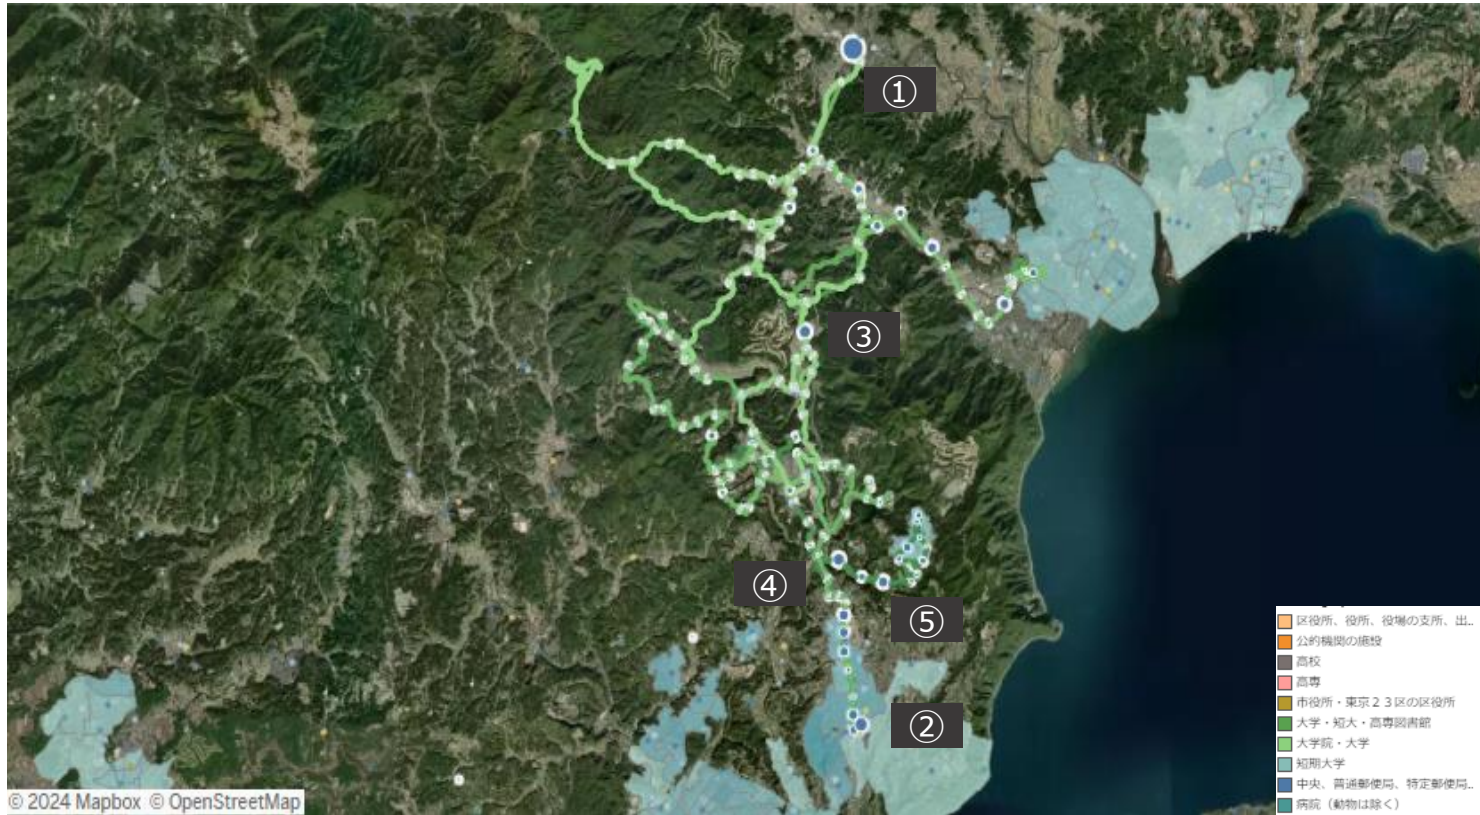 ①
③
④
⑤
②
区役所、役所、役場の支所、出…
公的機関の施設
高校
高専
市役所・東京２３区の区役所
大学・短大・高専図書館
大学院・大学
短期大学
中央、普通郵便局、特定郵便局…
病院（動物は除く）
© 2024 Mapbox © OpenStreetMap